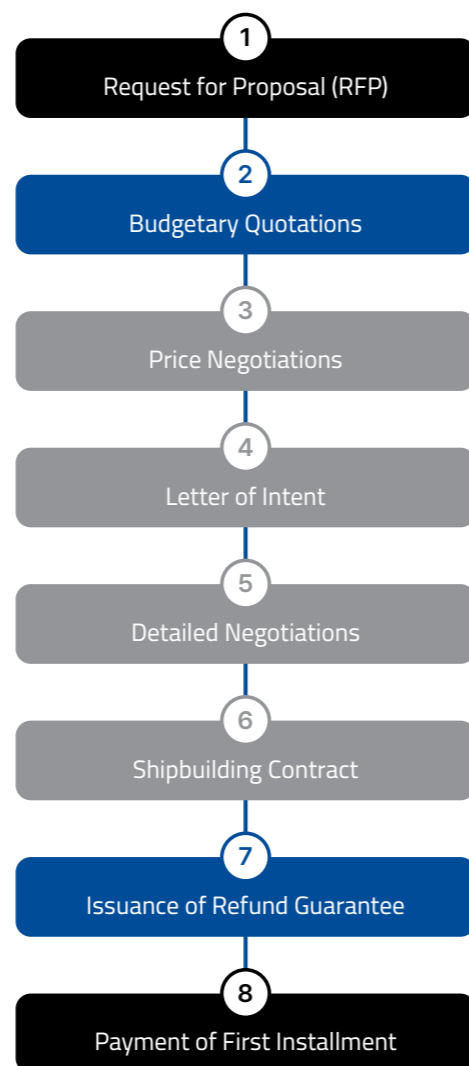 1
Request for Proposal (RFP)
2
Budgetary Quotations
3
Price Negotiations
4
Letter of Intent
5
Detailed Negotiations
6
Shipbuilding Contract
7
Issuance of Refund Guarantee
8
Payment of First Installment